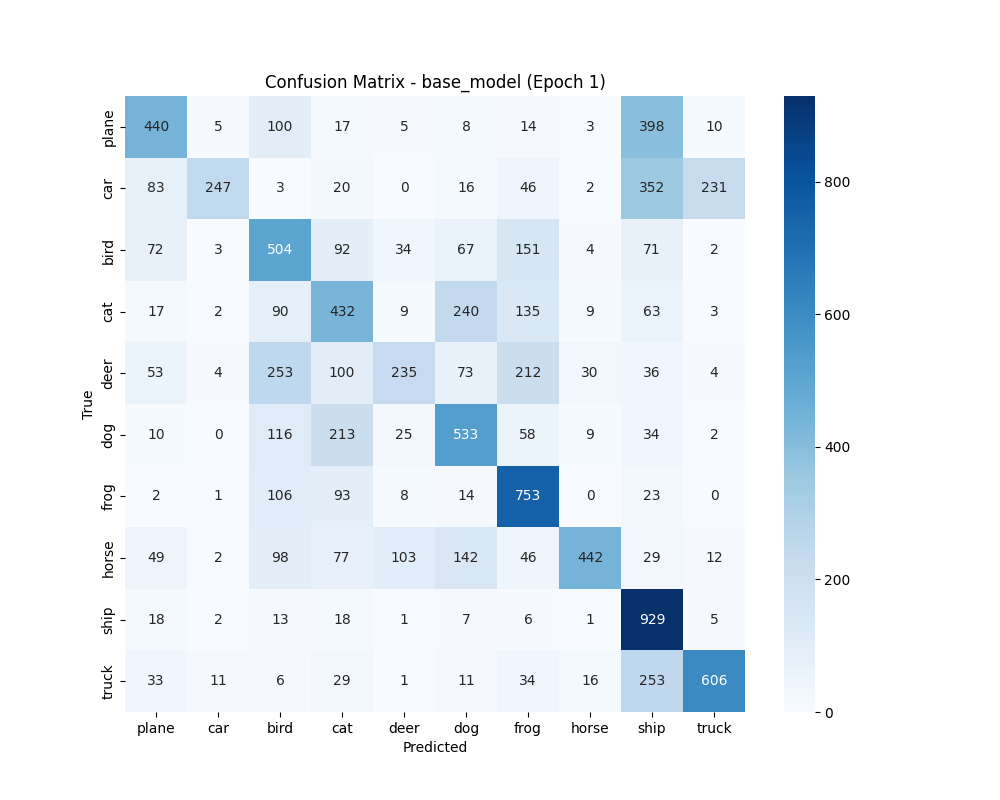 Confusion Matrix - base_model (Epoch 1)
plane 440 5 100 17 5 8 14 3 398 10
car 83 247 3 20 0 16 46 2 352 231
bird 72 3 504 92 34 67 151 4 71 2
cat 17 2 90 432 9 240 135 9 63 3
deer 53 4 253 100 235 73 212 30 36 4
dog 10 0 116 213 25 533 58 9 34 2
frog 2 1 106 93 8 14 753 0 23 0
horse 49 2 98 77 103 142 46 442 29 12
ship 18 2 13 18 1 7 6 1 929 5
truck 33 11 6 29 1 11 34 16 253 606
plane car bird cat deer dog frog horse ship truck
Predicted
True
800
600
400
200
0